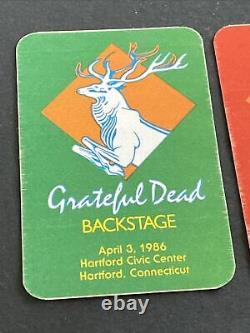 Grateful Dead
BACKSTAGE
April 3, 1986
Hartford Civic Center
Hartford, Connecticut